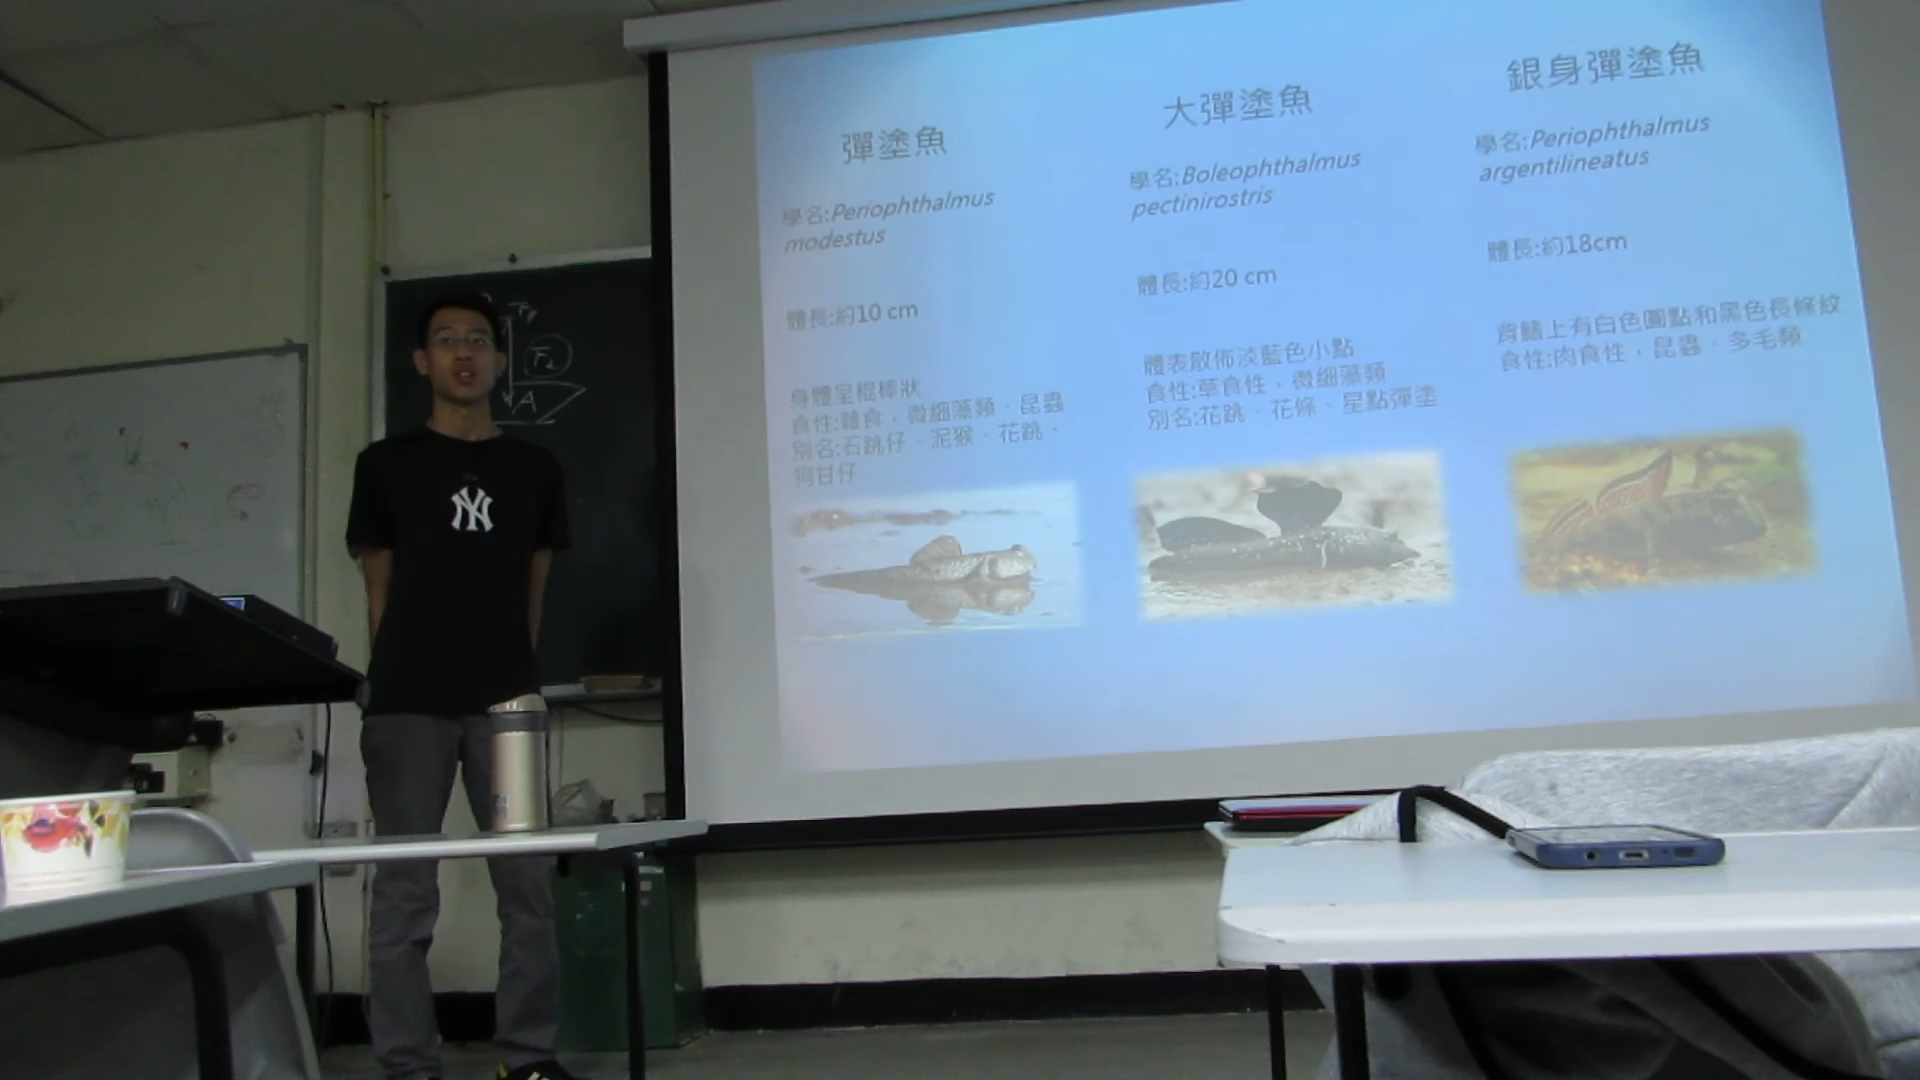 彈塗魚
學名:Periophthalmus
modestus
體長:約10 cm
身體呈棍棒狀
食性:雜食，微細藻類、昆蟲
別名:石跳仔、泥猴、花跳、
狗甘仔
大彈塗魚
學名:Boleophthalmus
pectinirostris
體長:約20 cm
體表散佈淡藍色小點
食性:草食性，微細藻類
別名:花跳、花條、星點彈塗
銀身彈塗魚
學名:Periophthalmus
argentilineatus
體長:約18cm
背鰭上有白色圓點和黑色長條紋
食性:肉食性，昆蟲、多毛類
NY
A